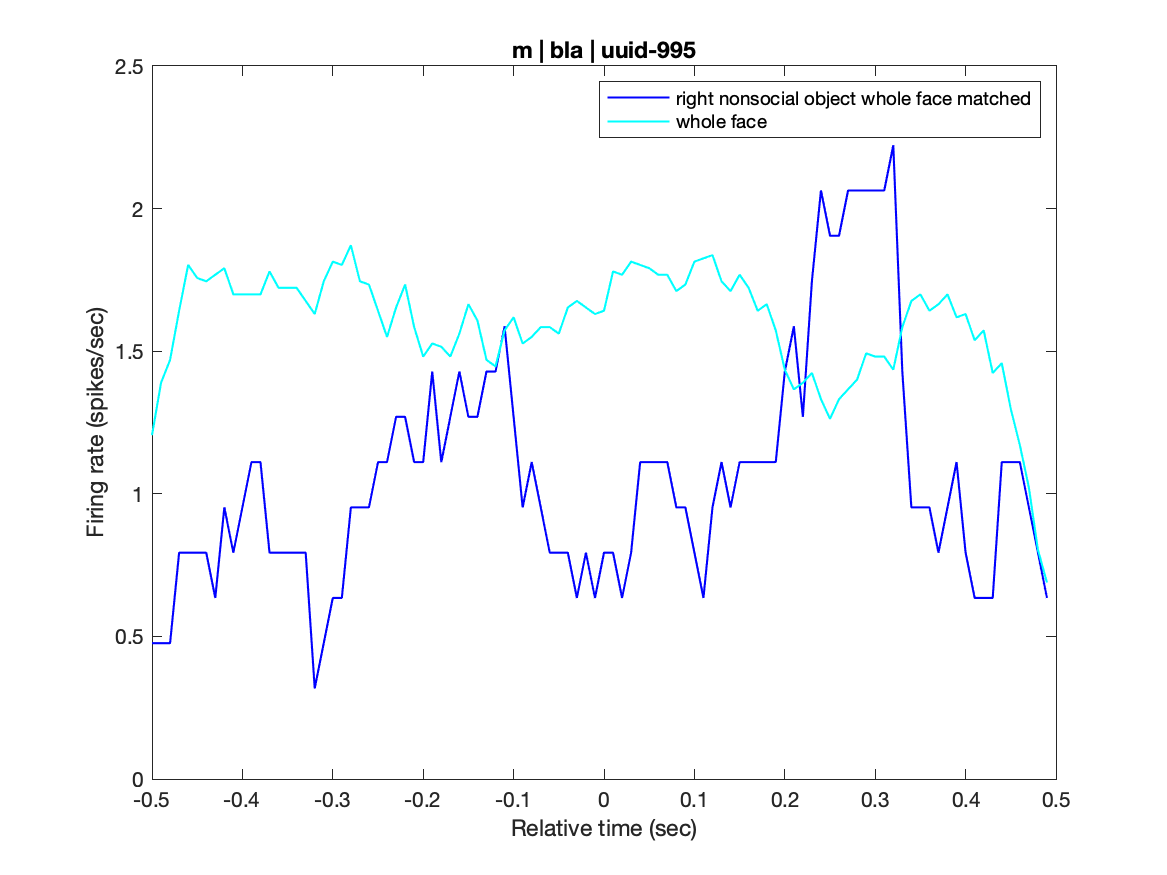 m | bla | uuid-995
right nonsocial object whole face matched
whole face
2.5
2
1.5
1
0.5
0
Firing rate (spikes/sec)
-0.5 -0.4 -0.3 -0.2 -0.1 0 0.1 0.2 0.3 0.4 0.5
Relative time (sec)